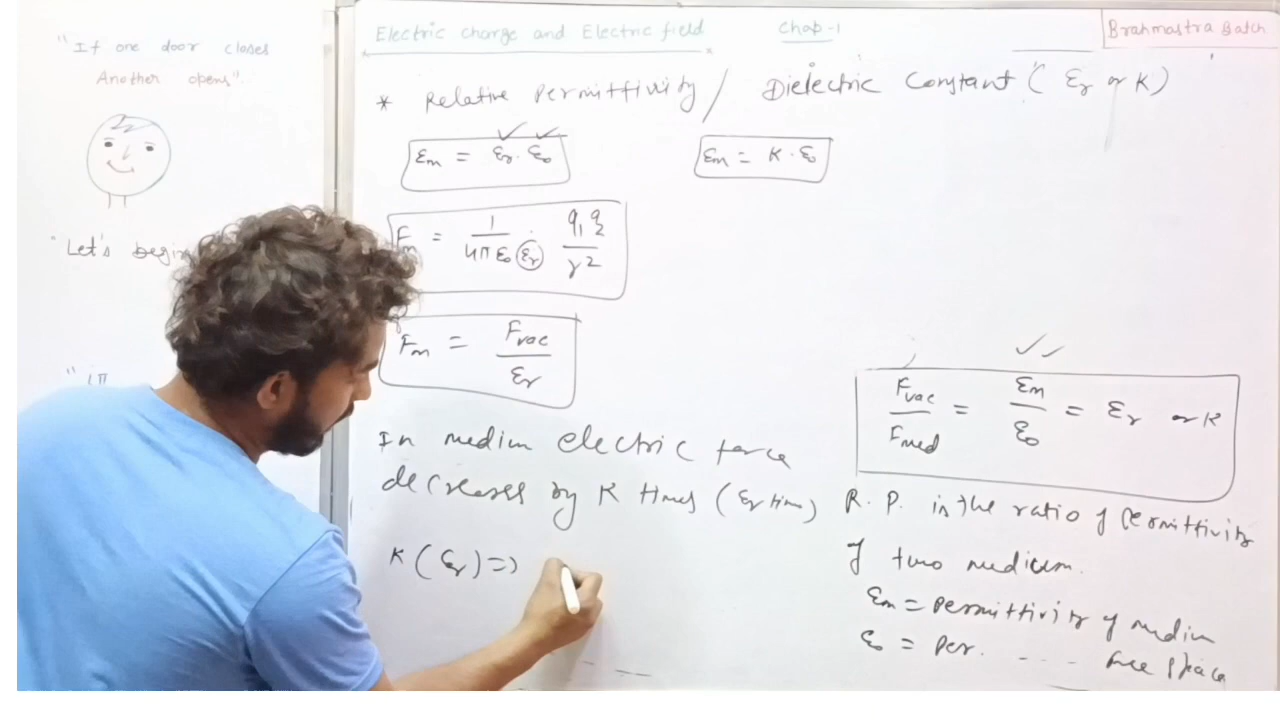 "If one door closes
Another opens".
"Let's begin
"
Electric charge and Electric field
Chap-1
Brahmastra Batch
* Relative Permittivity / Dielectric Constant ( εr or K )
εm = εr . ε0
εm = K . ε0
Fm = 1/4πε0 εr q1q2/r2
Fm = Fvac/εr
In medium electric force
decreases by K times ( εr times )
K ( εr ) =>
Fvac/Fmed = εm/ε0 = εr or K
R. P. is the ratio of Permittivity
of two medium.
εm = Permittivity of medium
ε0 = Per. - - - - free space